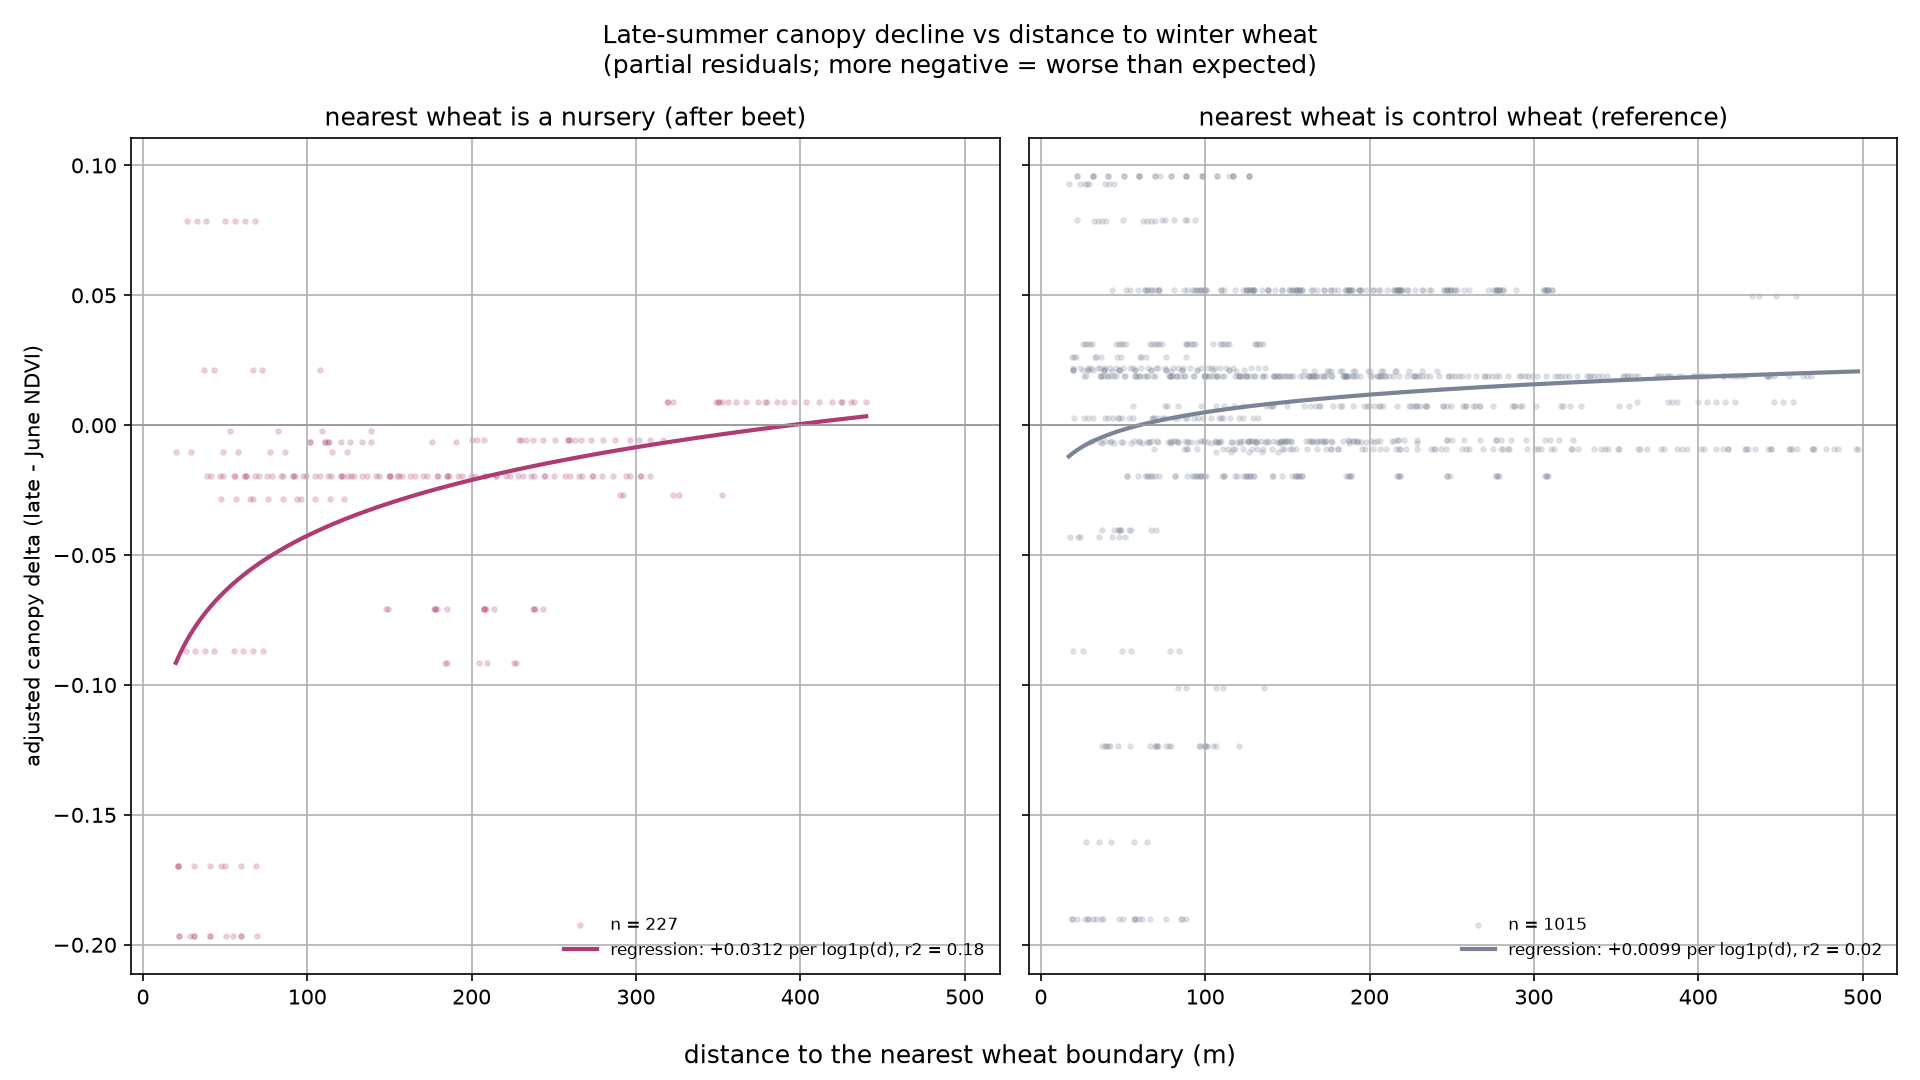 Late-summer canopy decline vs distance to winter wheat
(partial residuals; more negative = worse than expected)
nearest wheat is a nursery (after beet)
nearest wheat is control wheat (reference)
adjusted canopy delta (late - June NDVI)
0.10
0.05
0.00
−0.05
−0.10
−0.15
−0.20
n = 227
regression: +0.0312 per log1p(d), r2 = 0.18
n = 1015
regression: +0.0099 per log1p(d), r2 = 0.02
0 100 200 300 400 500
0 100 200 300 400 500
distance to the nearest wheat boundary (m)